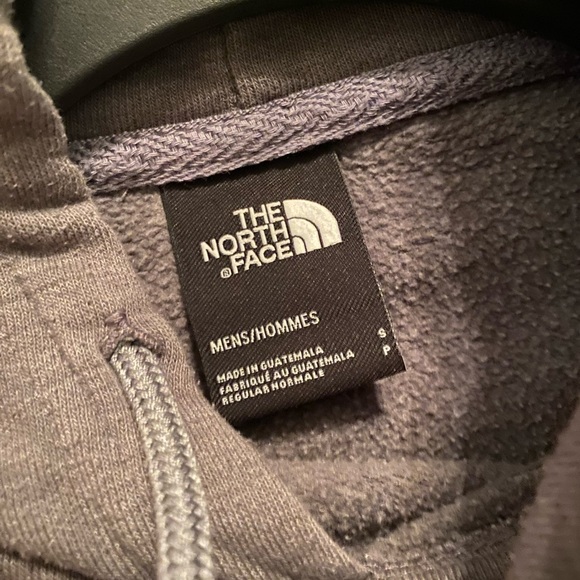 THE
NORTH
®FACE
MENS/HOMMES
S
P
MADE IN GUATEMALA
FABRIQUÉ AU GUATEMALA
REGULAR NORMALE